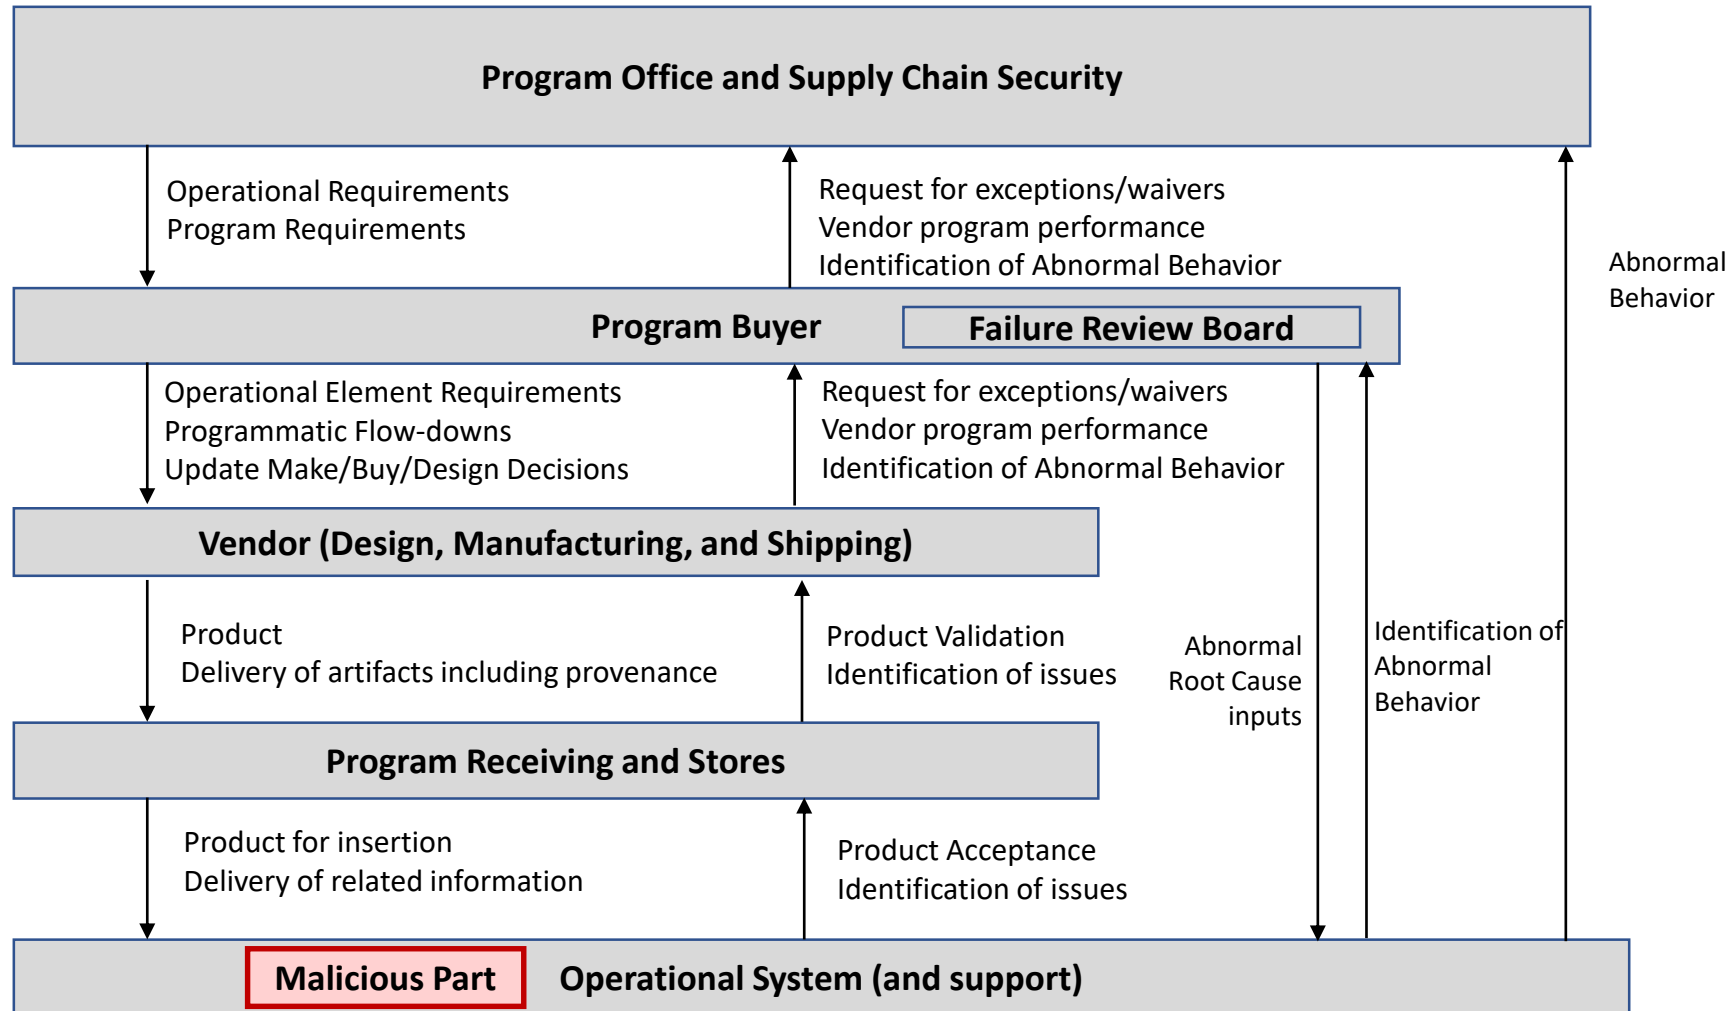 Program Office and Supply Chain Security
Operational Requirements
Program Requirements
Request for exceptions/waivers
Vendor program performance
Identification of Abnormal Behavior
Abnormal
Behavior
Program Buyer
Failure Review Board
Operational Element Requirements
Programmatic Flow-downs
Update Make/Buy/Design Decisions
Request for exceptions/waivers
Vendor program performance
Identification of Abnormal Behavior
Vendor (Design, Manufacturing, and Shipping)
Product
Delivery of artifacts including provenance
Product Validation
Identification of issues
Abnormal
Root Cause
inputs
Identification of
Abnormal
Behavior
Program Receiving and Stores
Product for insertion
Delivery of related information
Product Acceptance
Identification of issues
Malicious Part
Operational System (and support)